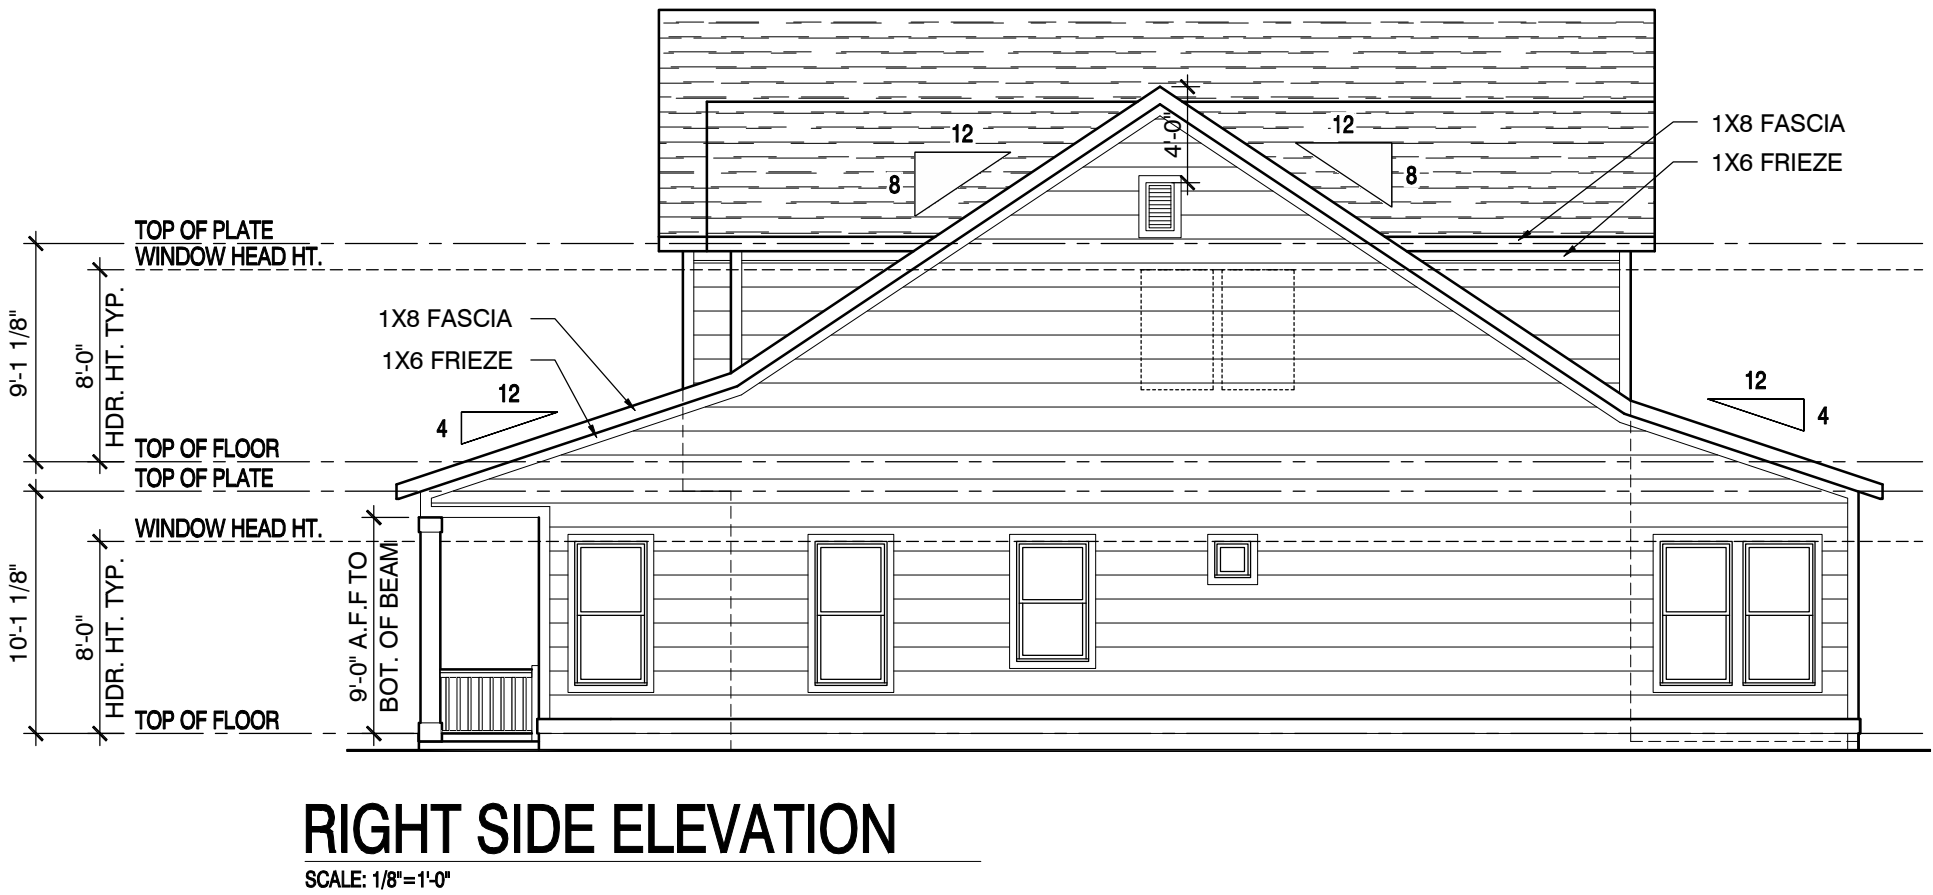 12
4'-0"
12
1X8 FASCIA
1X6 FRIEZE
8
8
TOP OF PLATE
WINDOW HEAD HT.
9'-1 1/8"
8'-0"
HDR. HT. TYP.
1X8 FASCIA
1X6 FRIEZE
12
4
12
4
TOP OF FLOOR
TOP OF PLATE
WINDOW HEAD HT.
10'-1 1/8"
8'-0"
HDR. HT. TYP.
9'-0" A.F.F TO
BOT. OF BEAM
TOP OF FLOOR
RIGHT SIDE ELEVATION
SCALE: 1/8"=1'-0"